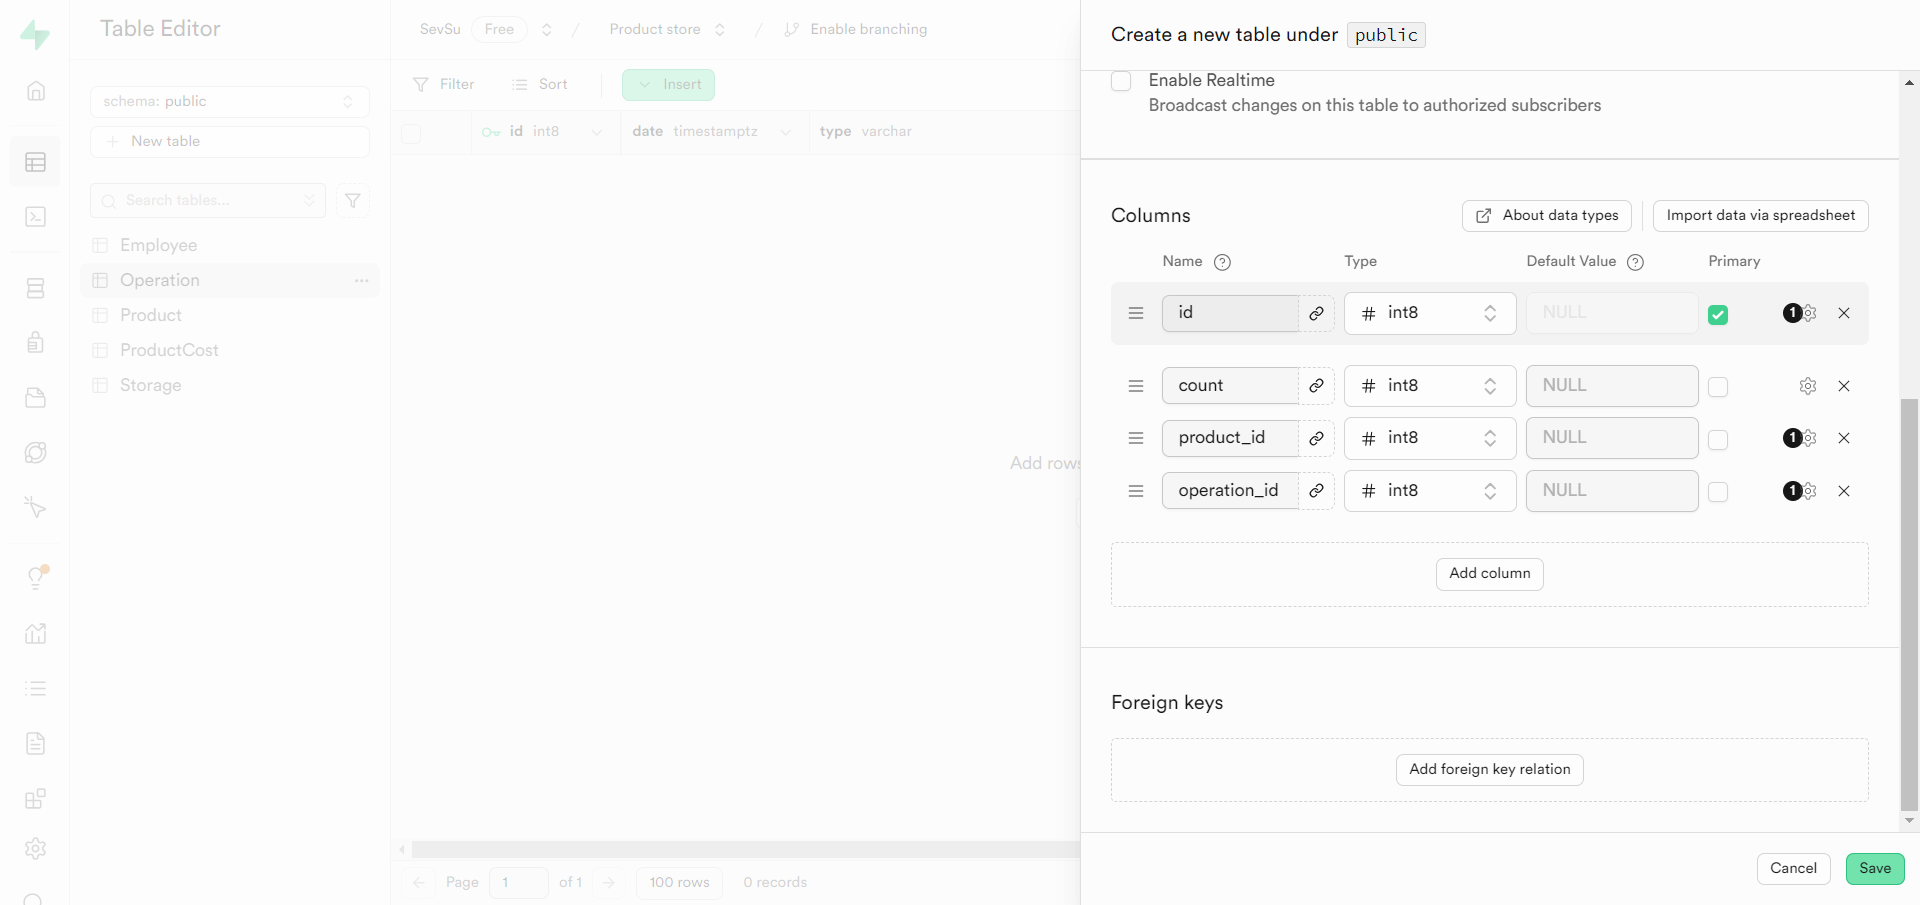 Table Editor
schema: public
New table
Search tables...
Employee
Operation
Product
ProductCost
Storage
SevSu Free / Product store / Enable branching
Filter Sort Insert
id int8 date timestamptz type varchar
Add rows
Page 1 of 1 100 rows 0 records
Create a new table under public
Enable Realtime
Broadcast changes on this table to authorized subscribers
Columns About data types Import data via spreadsheet
Name ? Type Default Value ? Primary
id # int8 NULL 1
count # int8 NULL
product_id # int8 NULL 1
operation_id # int8 NULL 1
Add column
Foreign keys
Add foreign key relation
Cancel Save